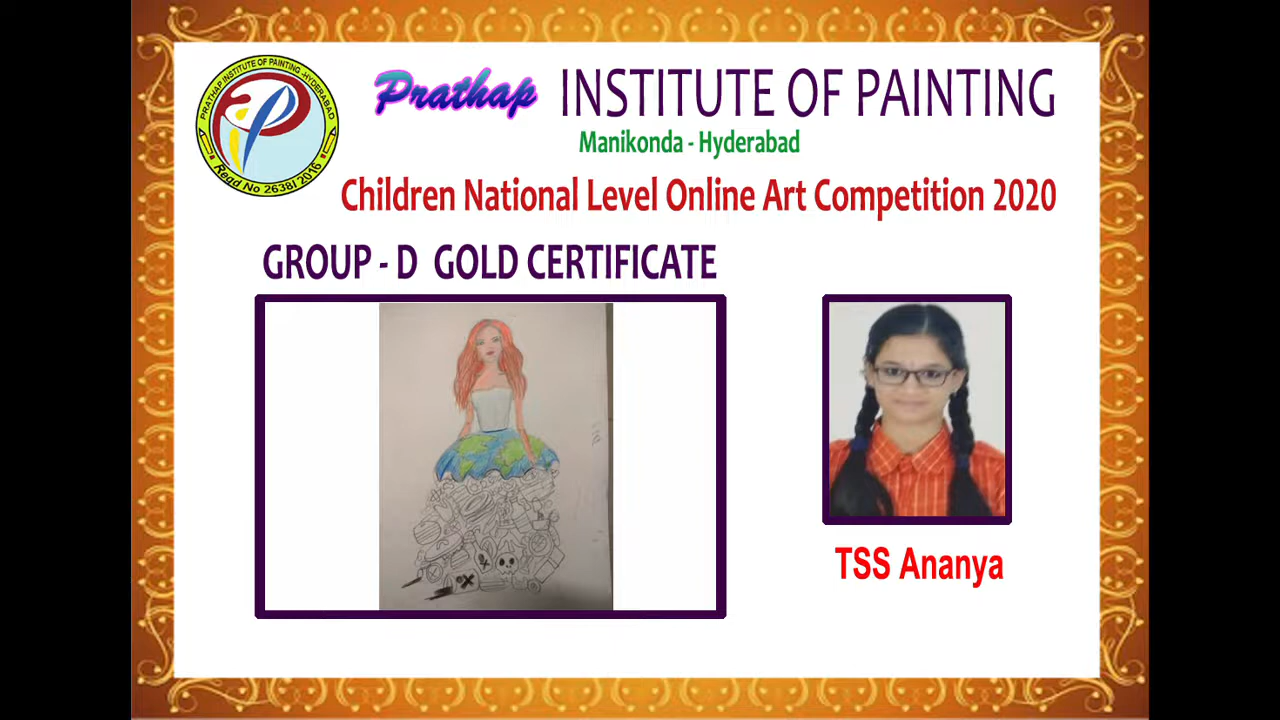 PRATHAP INSTITUTE OF PAINTING -HYDERABAD
Regd No 2638/ 2016
Prathap INSTITUTE OF PAINTING
Manikonda - Hyderabad
Children National Level Online Art Competition 2020
GROUP - D GOLD CERTIFICATE
TSS Ananya